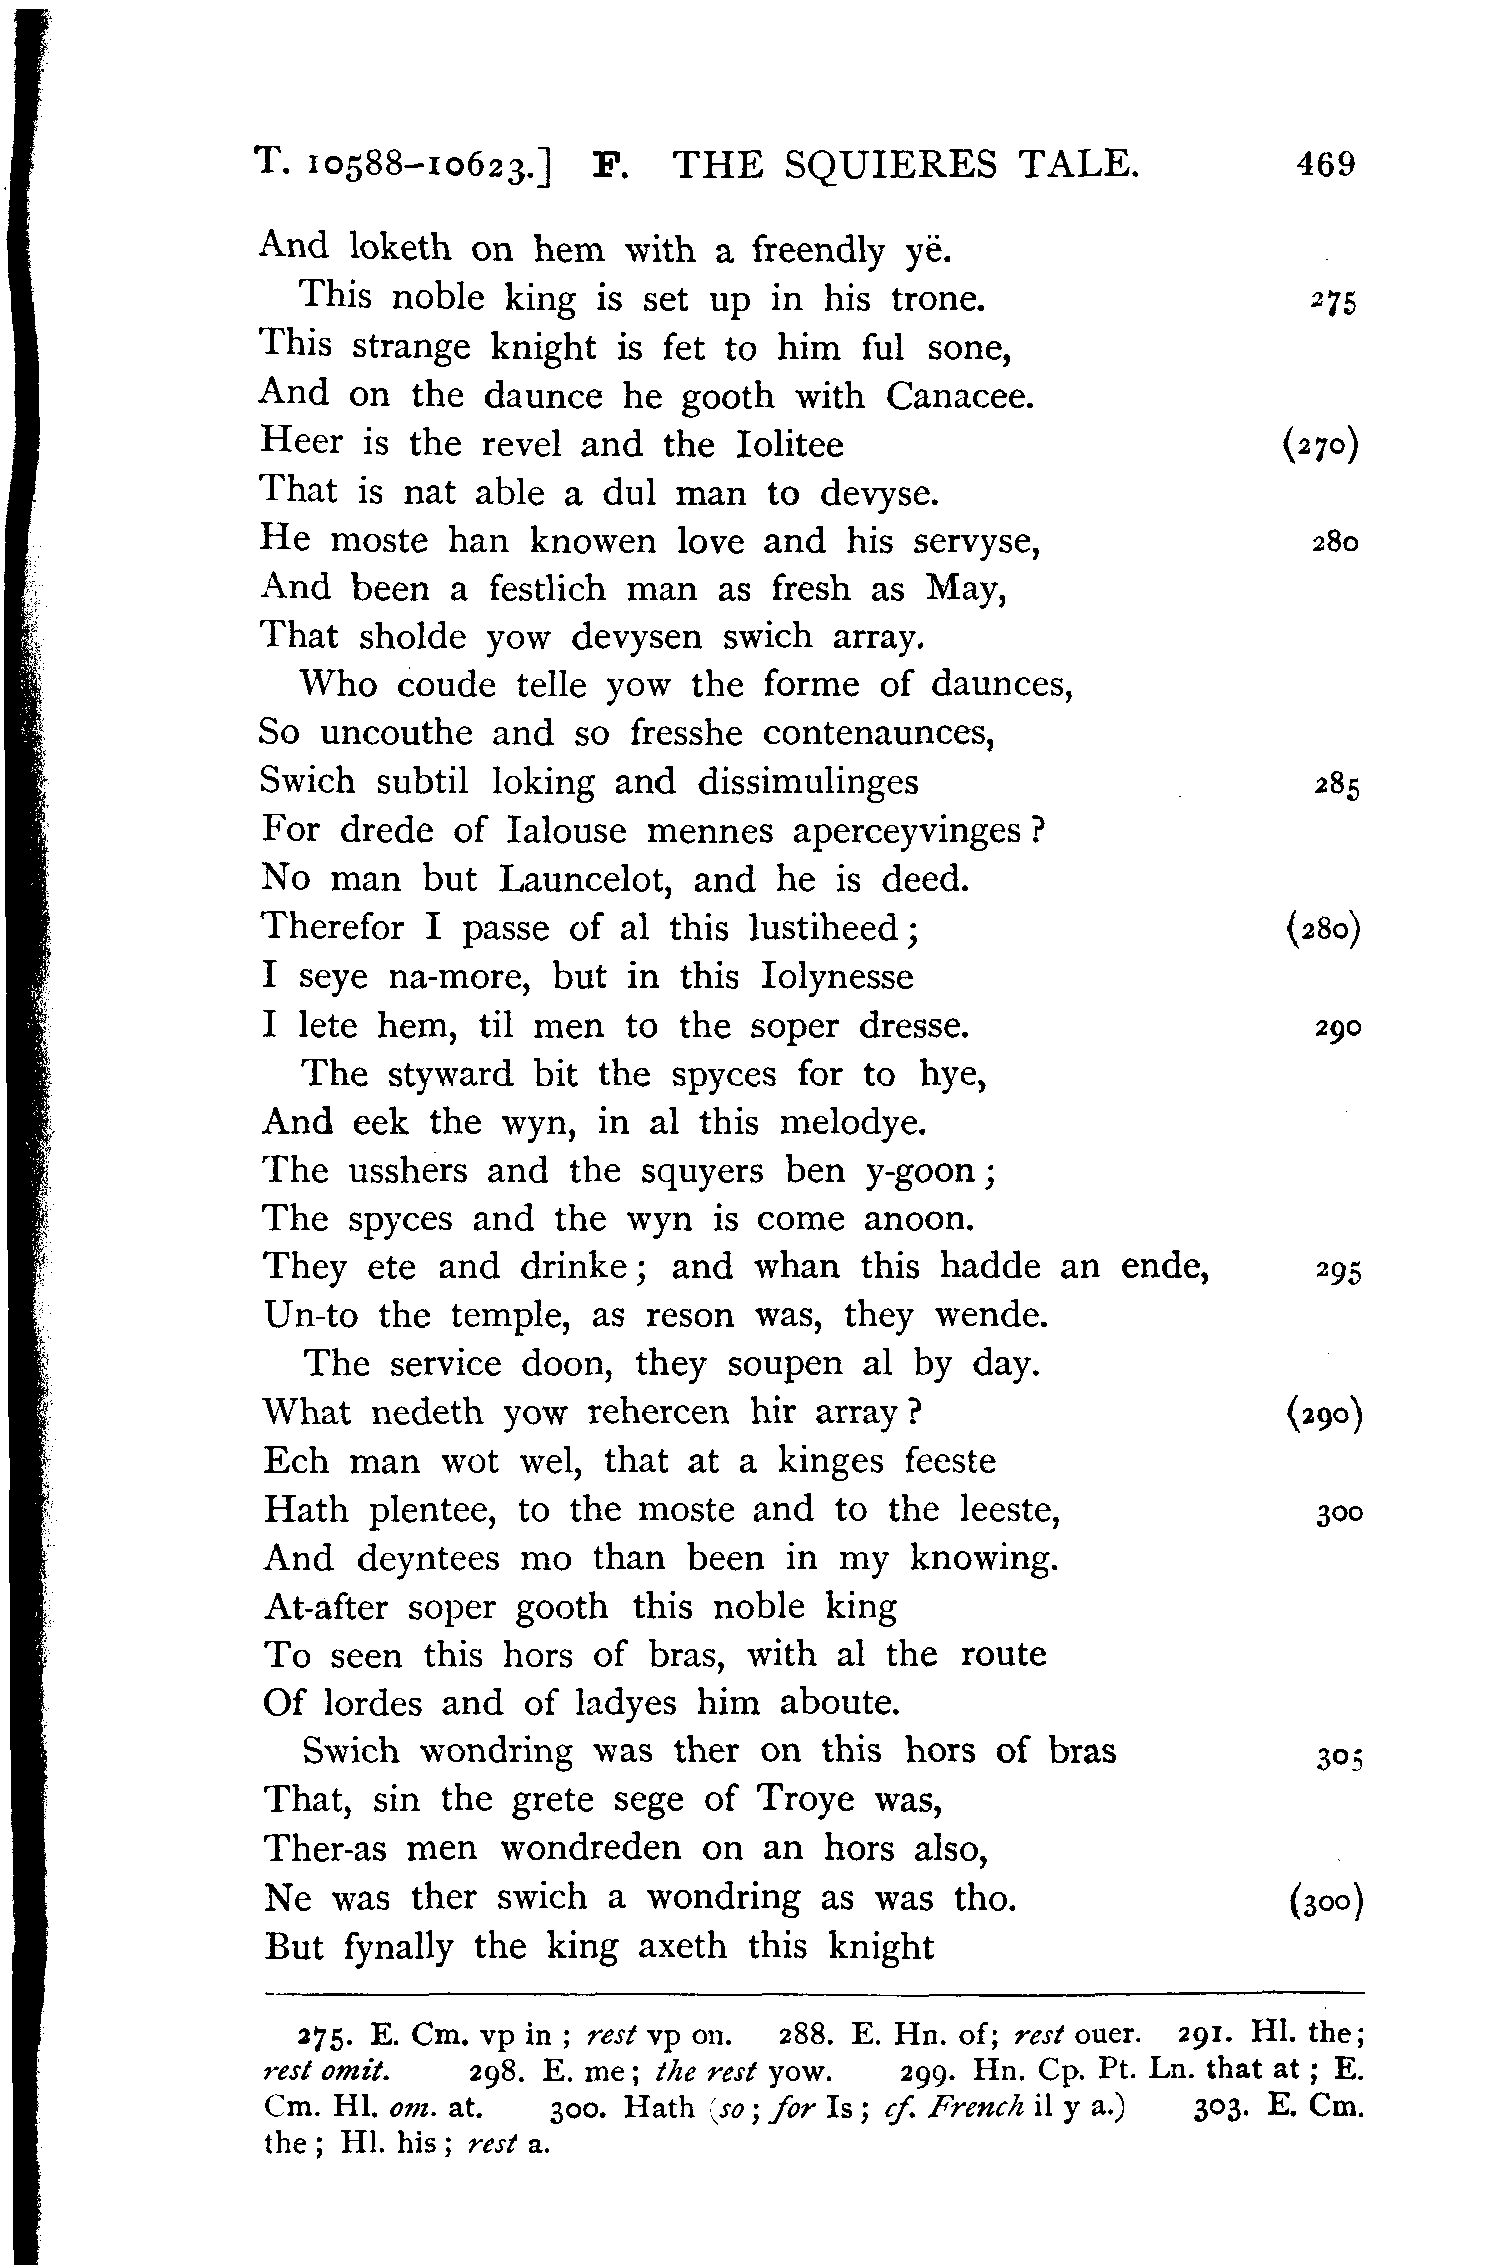 T. 10588-10623.] F. THE SQUIERES TALE. 469
And loketh on hem with a freendly yë.
This noble king is set up in his trone. 275
This strange knight is fet to him ful sone,
And on the daunce he gooth with Canacee.
Heer is the revel and the Iolitee (270)
That is nat able a dul man to devyse.
He moste han knowen love and his servyse, 280
And been a festlich man as fresh as May,
That sholde yow devysen swich array.
Who coude telle yow the forme of daunces,
So uncouthe and so fresshe contenaunces,
Swich subtil loking and dissimulinges 285
For drede of Ialouse mennes aperceyvinges ?
No man but Launcelot, and he is deed.
Therefor I passe of al this lustiheed ; (280)
I seye na-more, but in this Iolynesse
I lete hem, til men to the soper dresse. 290
The styward bit the spyces for to hye,
And eek the wyn, in al this melodye.
The usshers and the squyers ben y-goon ;
The spyces and the wyn is come anoon.
They ete and drinke ; and whan this hadde an ende, 295
Un-to the temple, as reson was, they wende.
The service doon, they soupen al by day.
What nedeth yow rehercen hir array ? (290)
Ech man wot wel, that at a kinges feeste
Hath plentee, to the moste and to the leeste, 300
And deyntees mo than been in my knowing.
At-after soper gooth this noble king
To seen this hors of bras, with al the route
Of lordes and of ladyes him aboute.
Swich wondring was ther on this hors of bras 305
That, sin the grete sege of Troye was,
Ther-as men wondreden on an hors also,
Ne was ther swich a wondring as was tho. (300)
But fynally the king axeth this knight
275. E. Cm. vp in ; rest vp on. 288. E. Hn. of; rest ouer. 291. Hl. the;
rest omit. 298. E. me ; the rest yow. 299. Hn. Cp. Pt. Ln. that at ; E.
Cm. Hl. om. at. 300. Hath (so ; for Is ; cf. French il y a.) 303. E. Cm.
the ; Hl. his ; rest a.